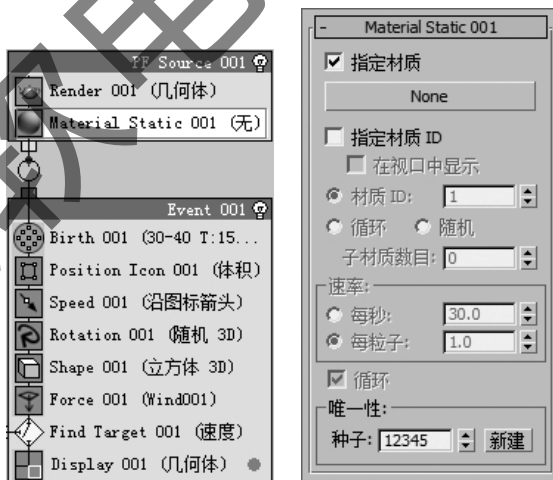 PF Source 001
Render 001 (几何体)
Material Static 001 (无)
Event 001
Birth 001 (30-40 T:15...
Position Icon 001 (体积)
Speed 001 (沿图标箭头)
Rotation 001 (随机 3D)
Shape 001 (立方体 3D)
Force 001 (Wind001)
Find Target 001 (速度)
Display 001 (几何体)
- Material Static 001
指定材质
None
指定材质 ID
在视口中显示
材质 ID: 1
循环 随机
子材质数目: 0
速率:
每秒: 30.0
每粒子: 1.0
循环
唯一性:
种子: 12345 新建